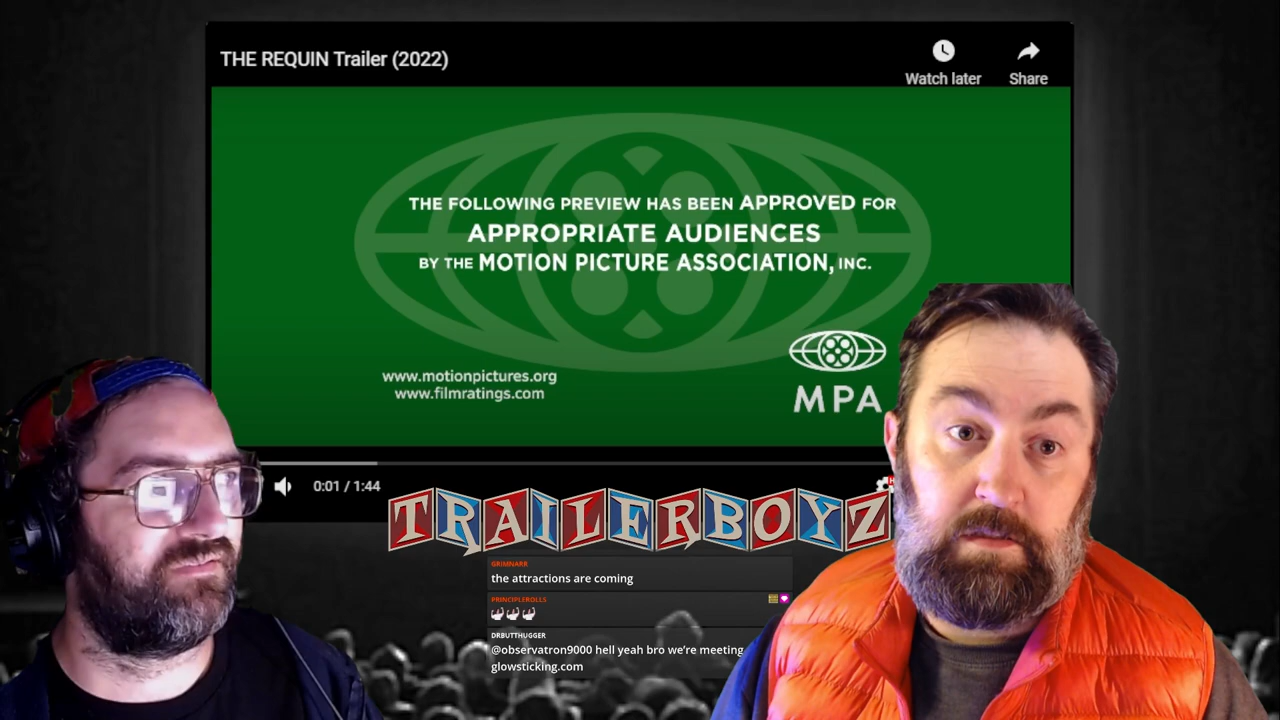 THE REQUIN Trailer (2022)
Watch later
Share
THE FOLLOWING PREVIEW HAS BEEN APPROVED FOR
APPROPRIATE AUDIENCES
BY THE MOTION PICTURE ASSOCIATION, INC.
www.motionpictures.org
www.filmratings.com
MPA
0:01 / 1:44
TRAILERBOYZ
GRIMNARR
the attractions are coming
PRINCIPLEROLLS
DRBUTTHUGGER
@observatron9000 hell yeah bro we're meeting
glowsticking.com